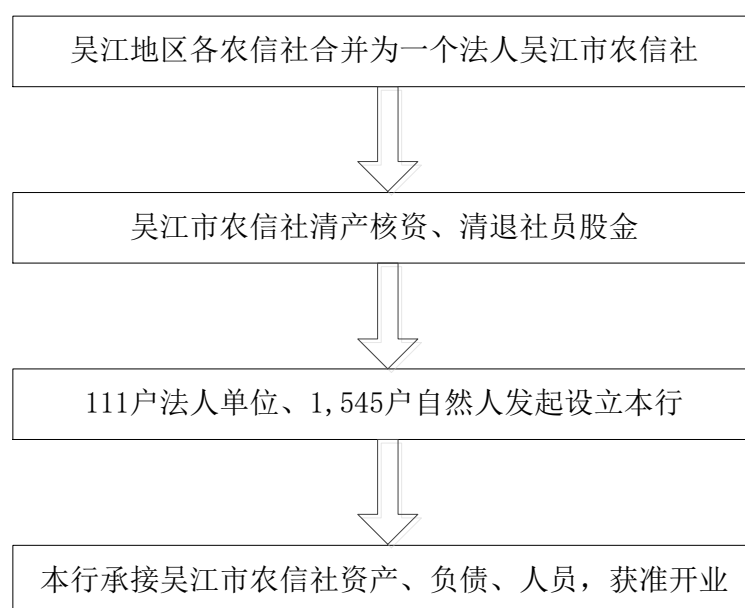 吴江地区各农信社合并为一个法人吴江市农信社
吴江市农信社清产核资、清退社员股金
111户法人单位、1,545户自然人发起设立本行
本行承接吴江市农信社资产、负债、人员，获准开业